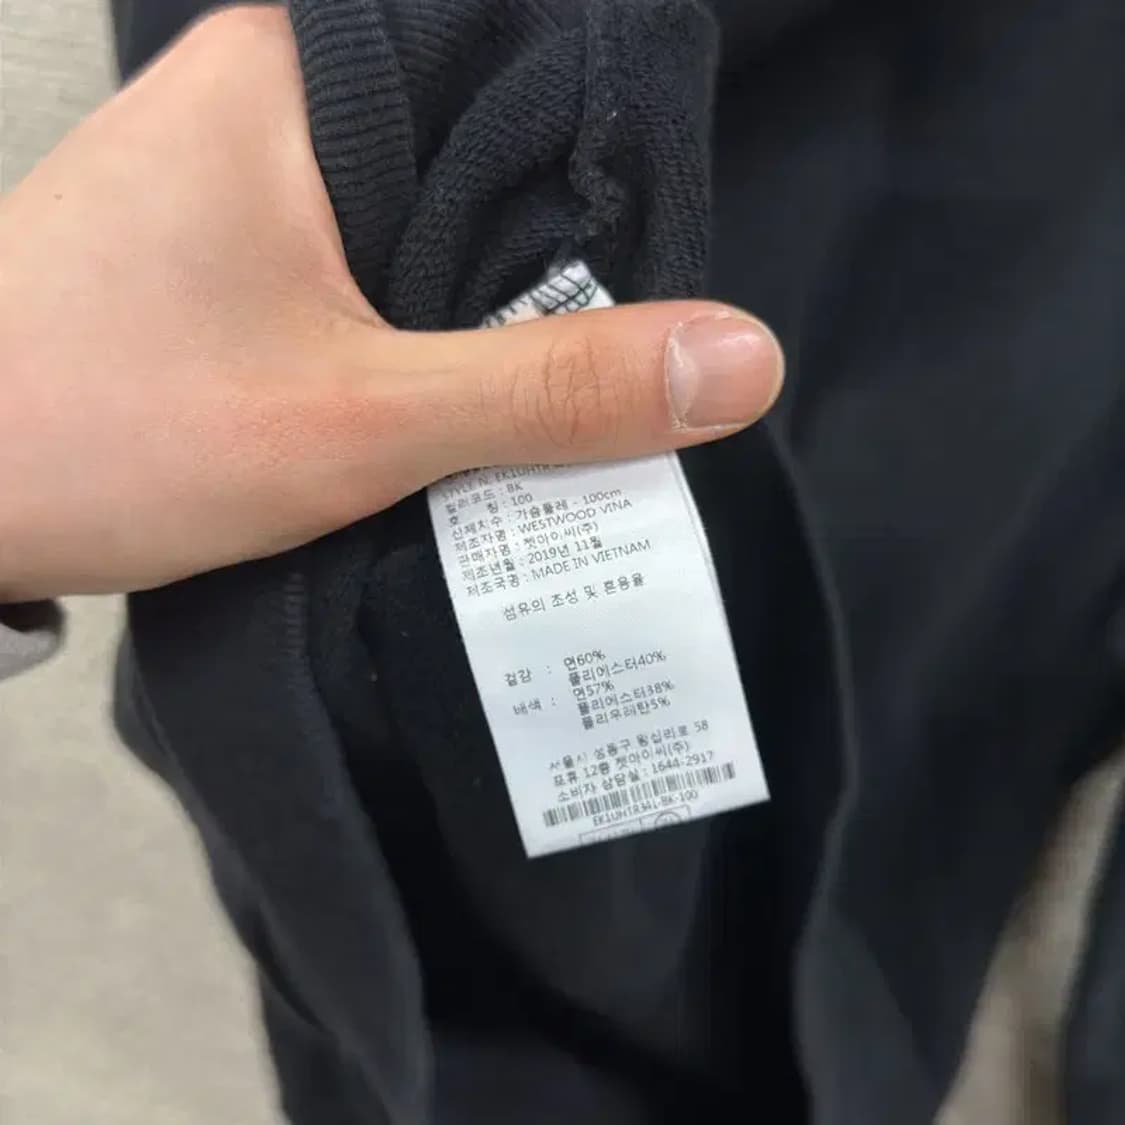 STYLE N. EK1UHTR
컬러코드 : BK
호 칭 : 100
신체치수 : 가슴둘레 - 100cm
제조자명 : WESTWOOD VINA
판매자명 : 젯아이씨(주)
제조년월 : 2019년 11월
제조국명 : MADE IN VIETNAM
섬유의 조성 및 혼용율
겉감 : 면60%
폴리에스터40%
배색 : 면57%
폴리에스터38%
폴리우레탄5%
서울시 성동구 왕십리로 58
포휴 12층 젯아이씨(주)
소비자 상담실 : 1644-2917
EK1UHTR341-BK-100